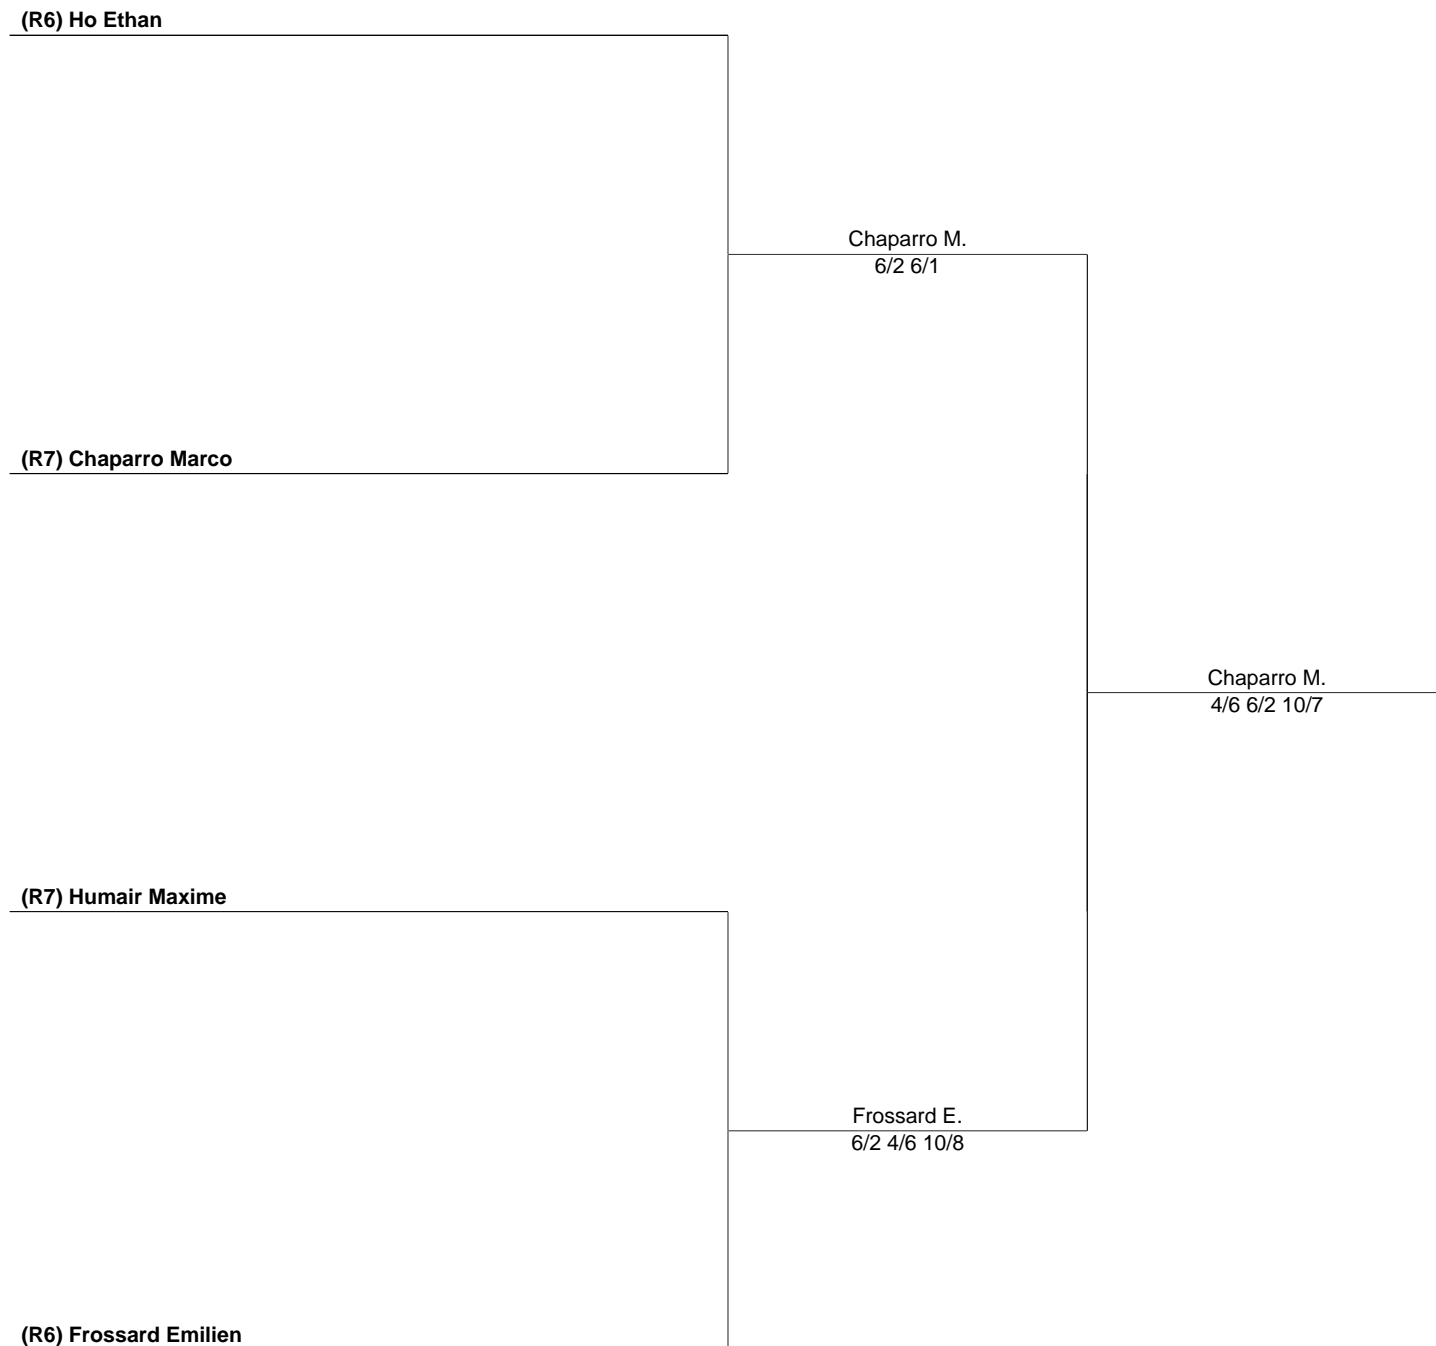 (R6) Ho Ethan
Chaparro M.
6/2 6/1
(R7) Chaparro Marco
Chaparro M.
4/6 6/2 10/7
(R7) Humair Maxime
Frossard E.
6/2 4/6 10/8
(R6) Frossard Emilien